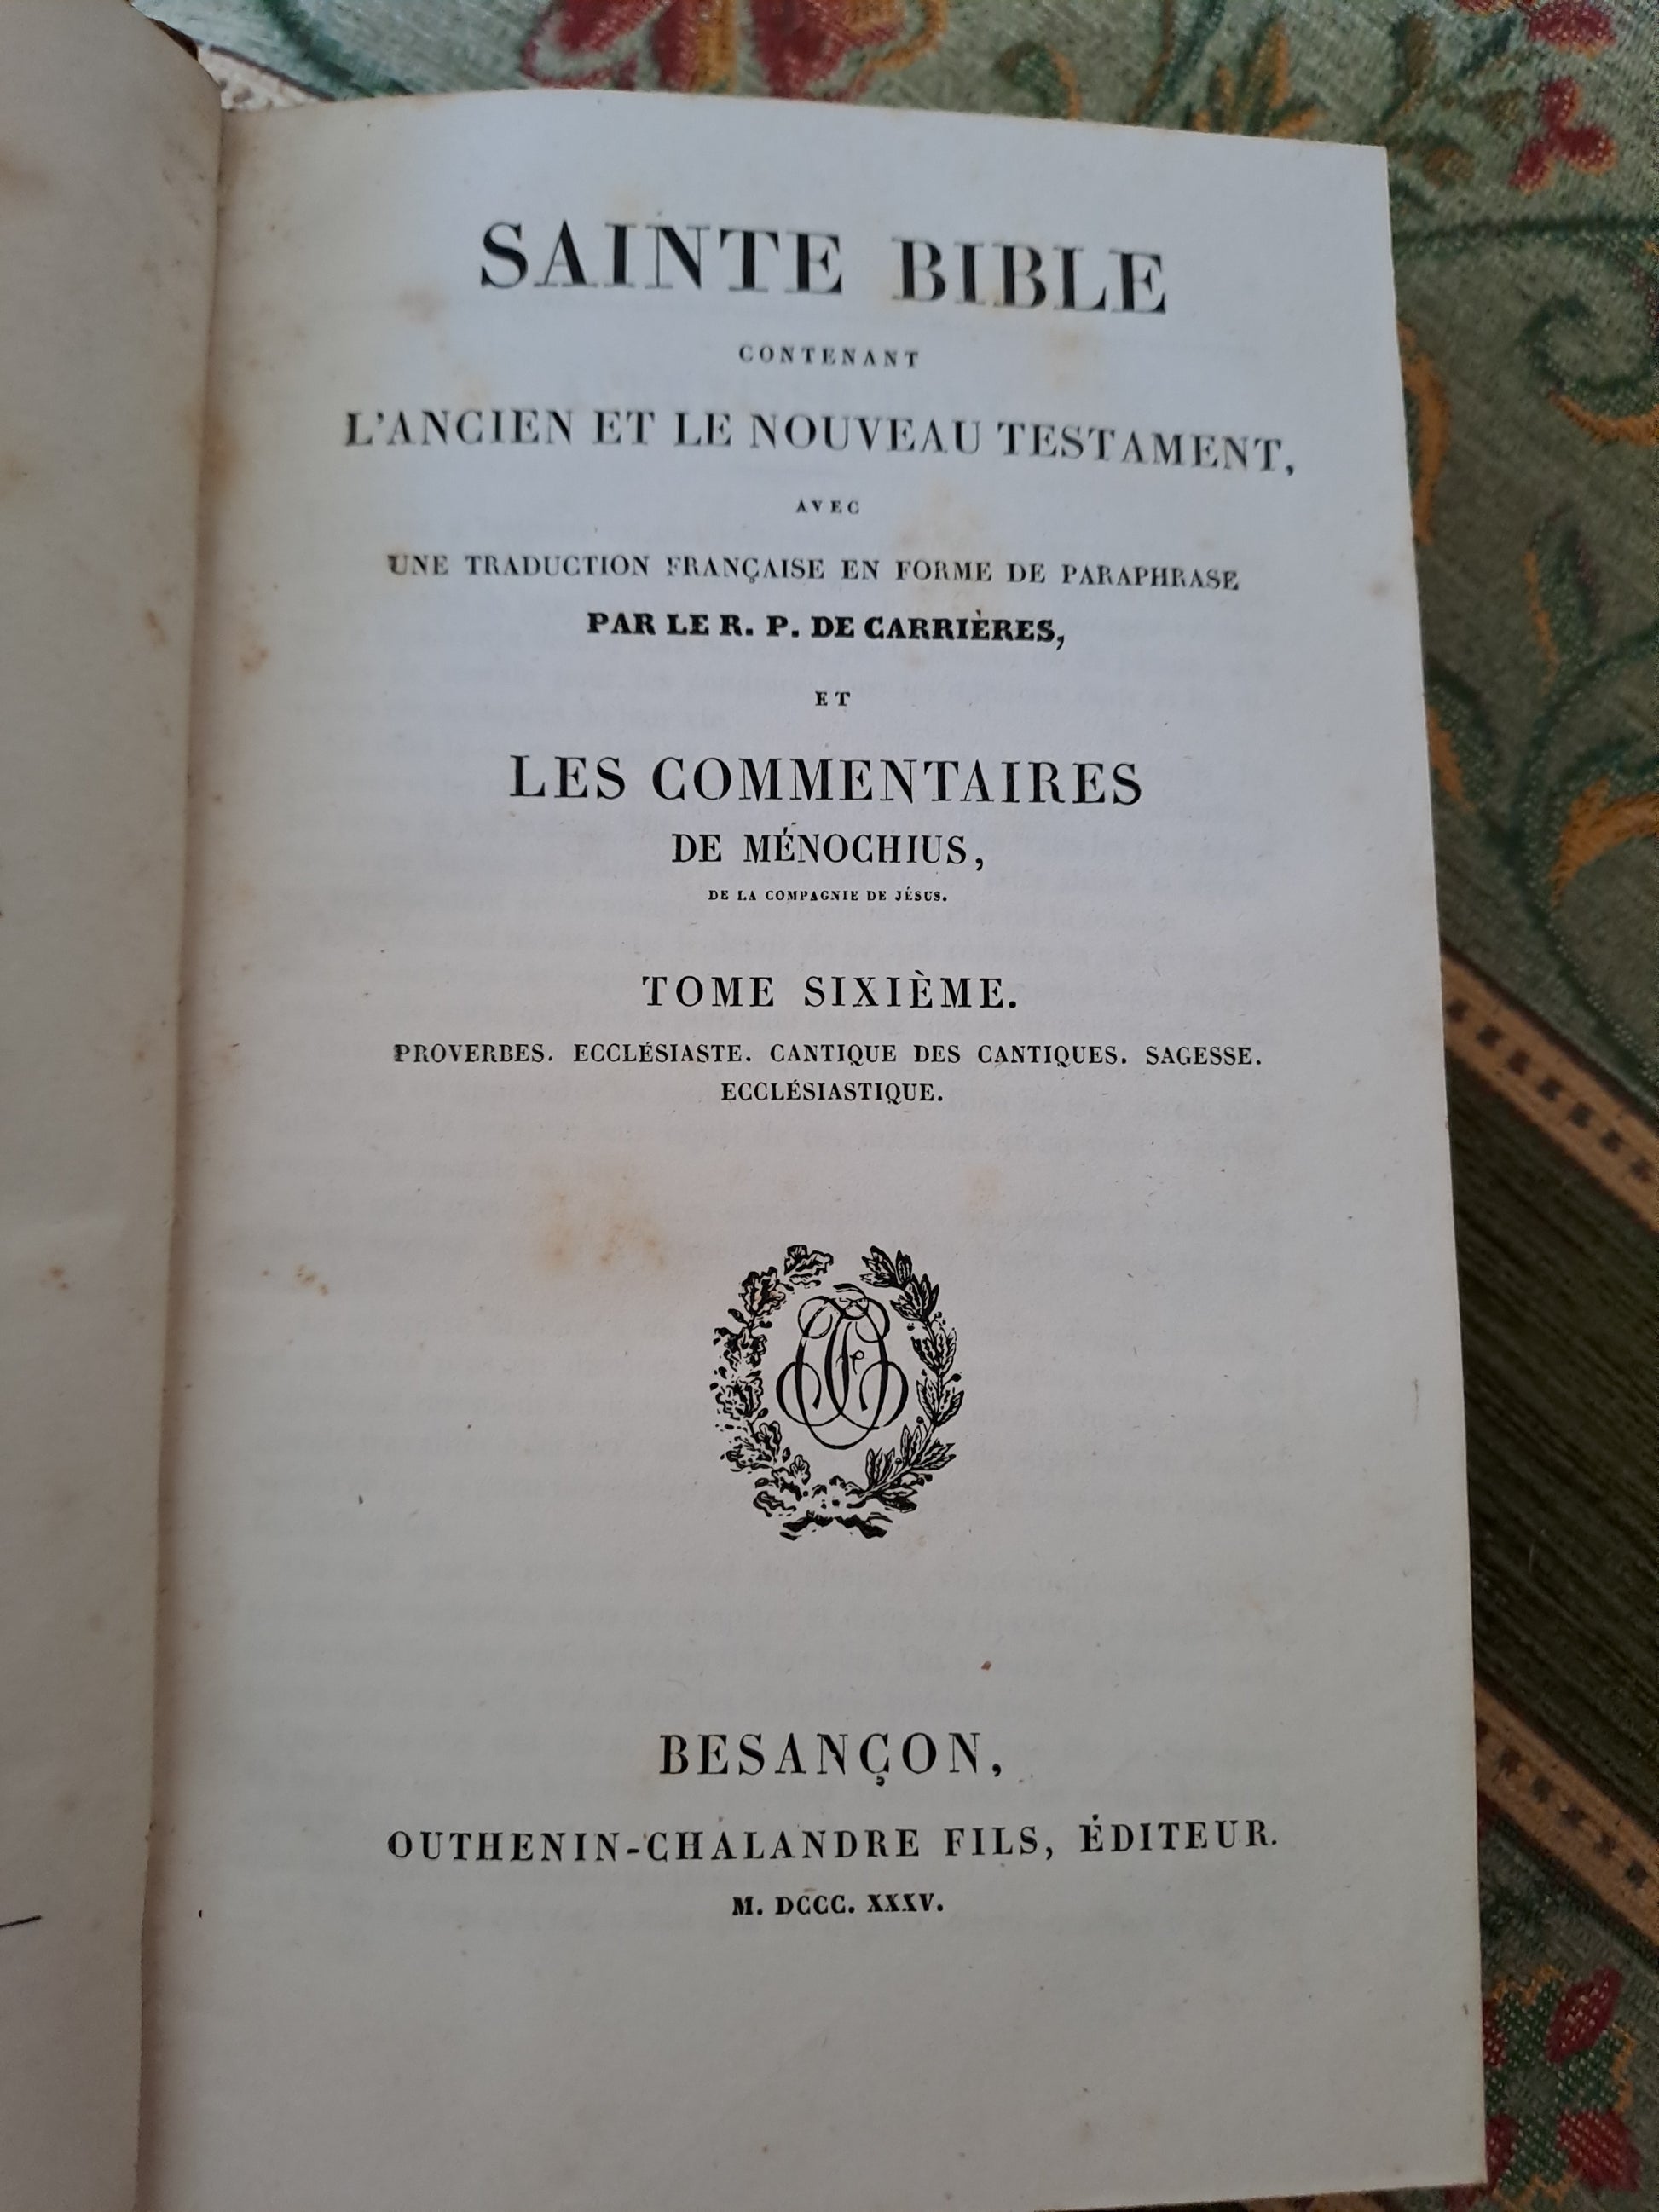 SAINTE BIBLE
CONTENANT
L'ANCIEN ET LE NOUVEAU TESTAMENT,
AVEC
UNE TRADUCTION FRANÇAISE EN FORME DE PARAPHRASE
PAR LE R. P. DE CARRIÈRES,
ET
LES COMMENTAIRES
DE MÉNOCHIUS,
DE LA COMPAGNIE DE JÉSUS.
TOME SIXIÈME.
PROVERBES. ECCLÉSIASTE. CANTIQUE DES CANTIQUES. SAGESSE.
ECCLÉSIASTIQUE.
BESANÇON,
OUTHENIN-CHALANDRE FILS, ÉDITEUR.
M. DCCC. XXXV.